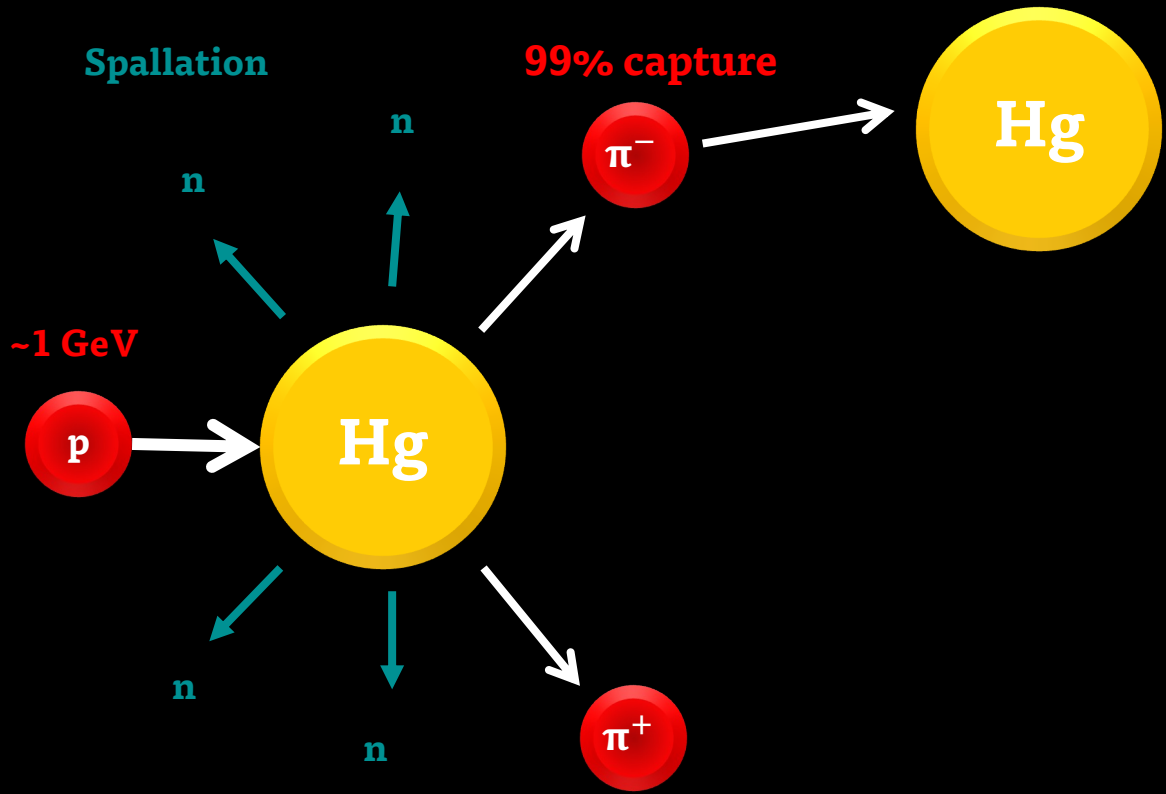 Spallation
99% capture
n
n
π⁻
Hg
~1 GeV
p
Hg
n
n
π⁺